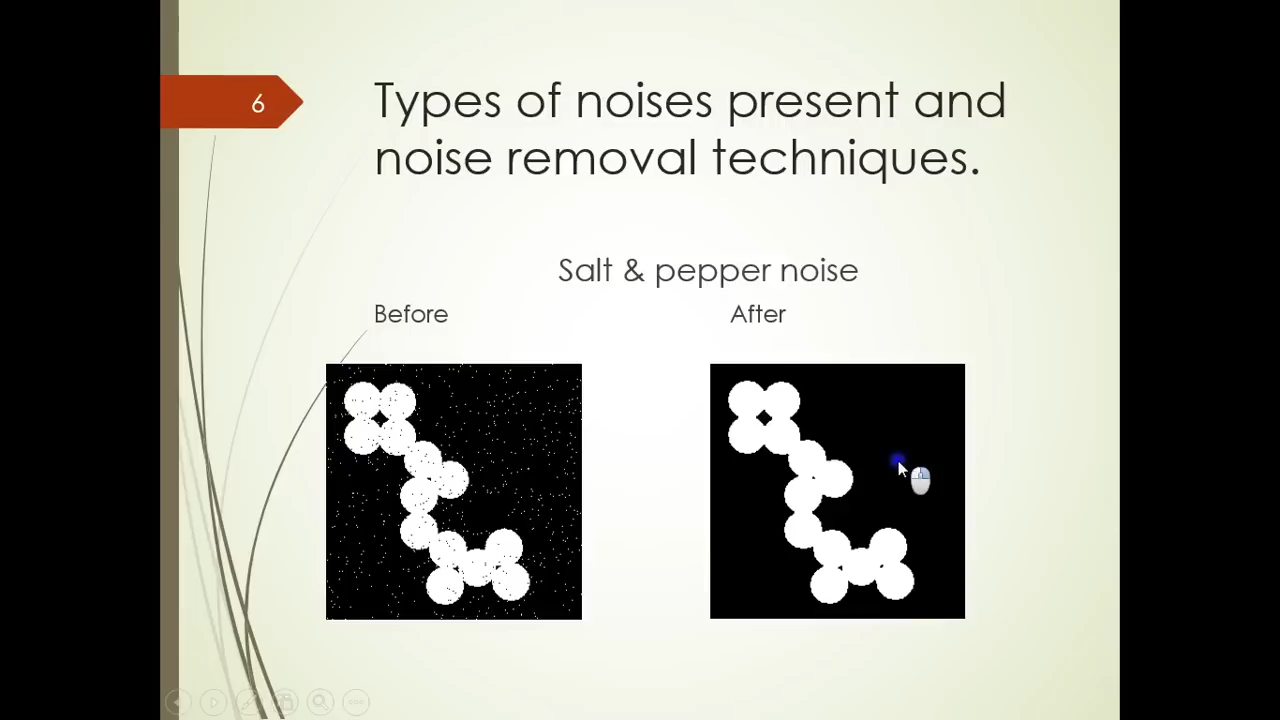 6
Types of noises present and
noise removal techniques.
Salt & pepper noise
Before
After